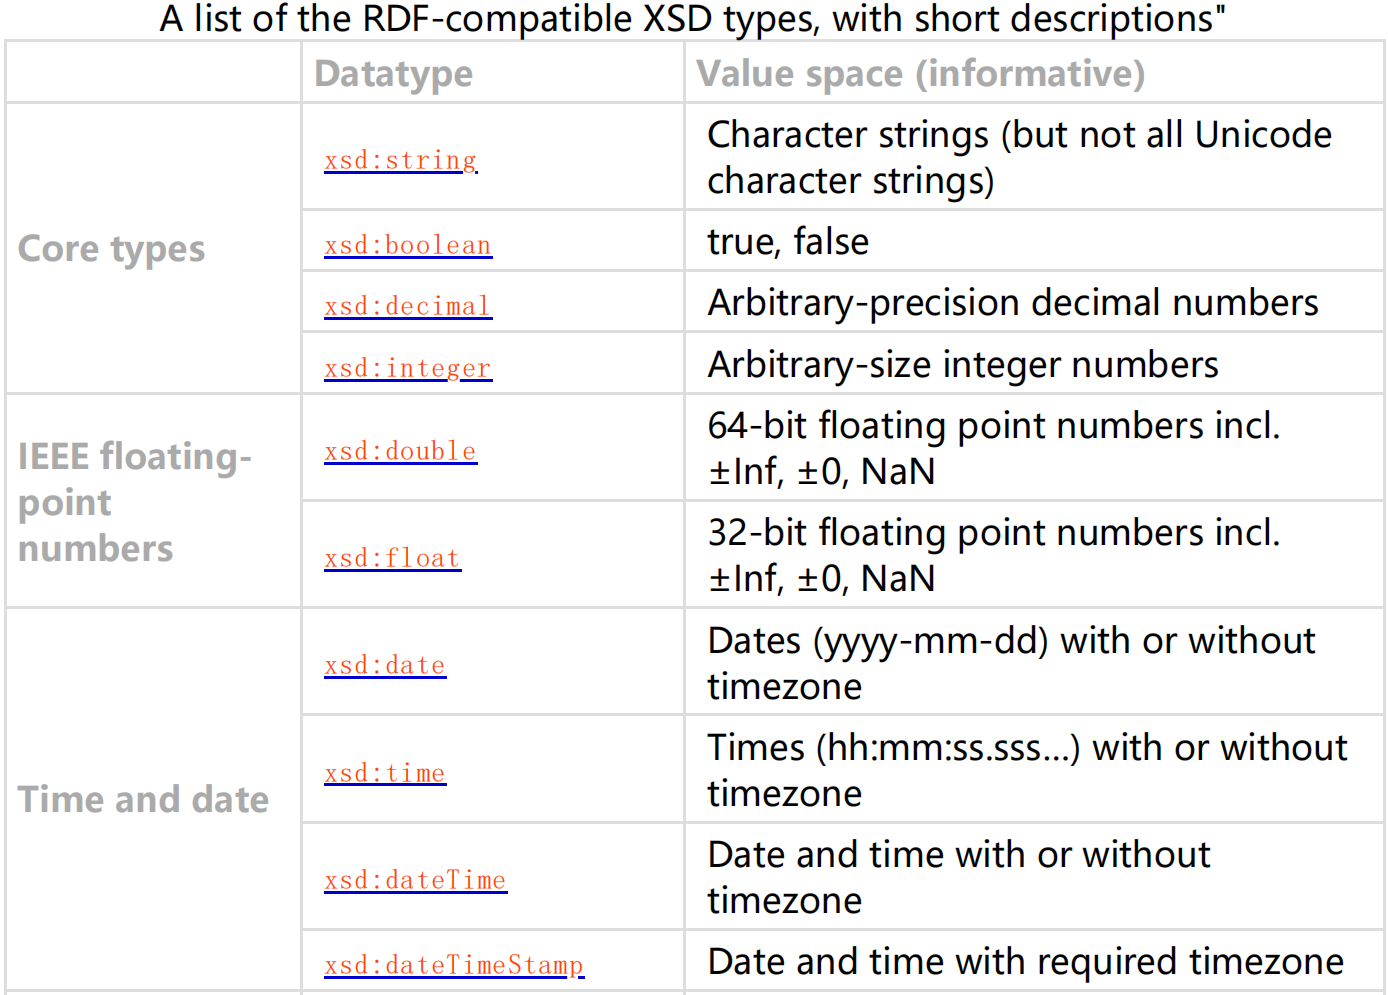 A list of the RDF-compatible XSD types, with short descriptions"
Datatype
Value space (informative)
Core types
xsd:string
Character strings (but not all Unicode
character strings)
xsd:boolean
true, false
xsd:decimal
Arbitrary-precision decimal numbers
xsd:integer
Arbitrary-size integer numbers
IEEE floating-
point
numbers
xsd:double
64-bit floating point numbers incl.
±Inf, ±0, NaN
xsd:float
32-bit floating point numbers incl.
±Inf, ±0, NaN
Time and date
xsd:date
Dates (yyyy-mm-dd) with or without
timezone
xsd:time
Times (hh:mm:ss.sss…) with or without
timezone
xsd:dateTime
Date and time with or without
timezone
xsd:dateTimeStamp
Date and time with required timezone